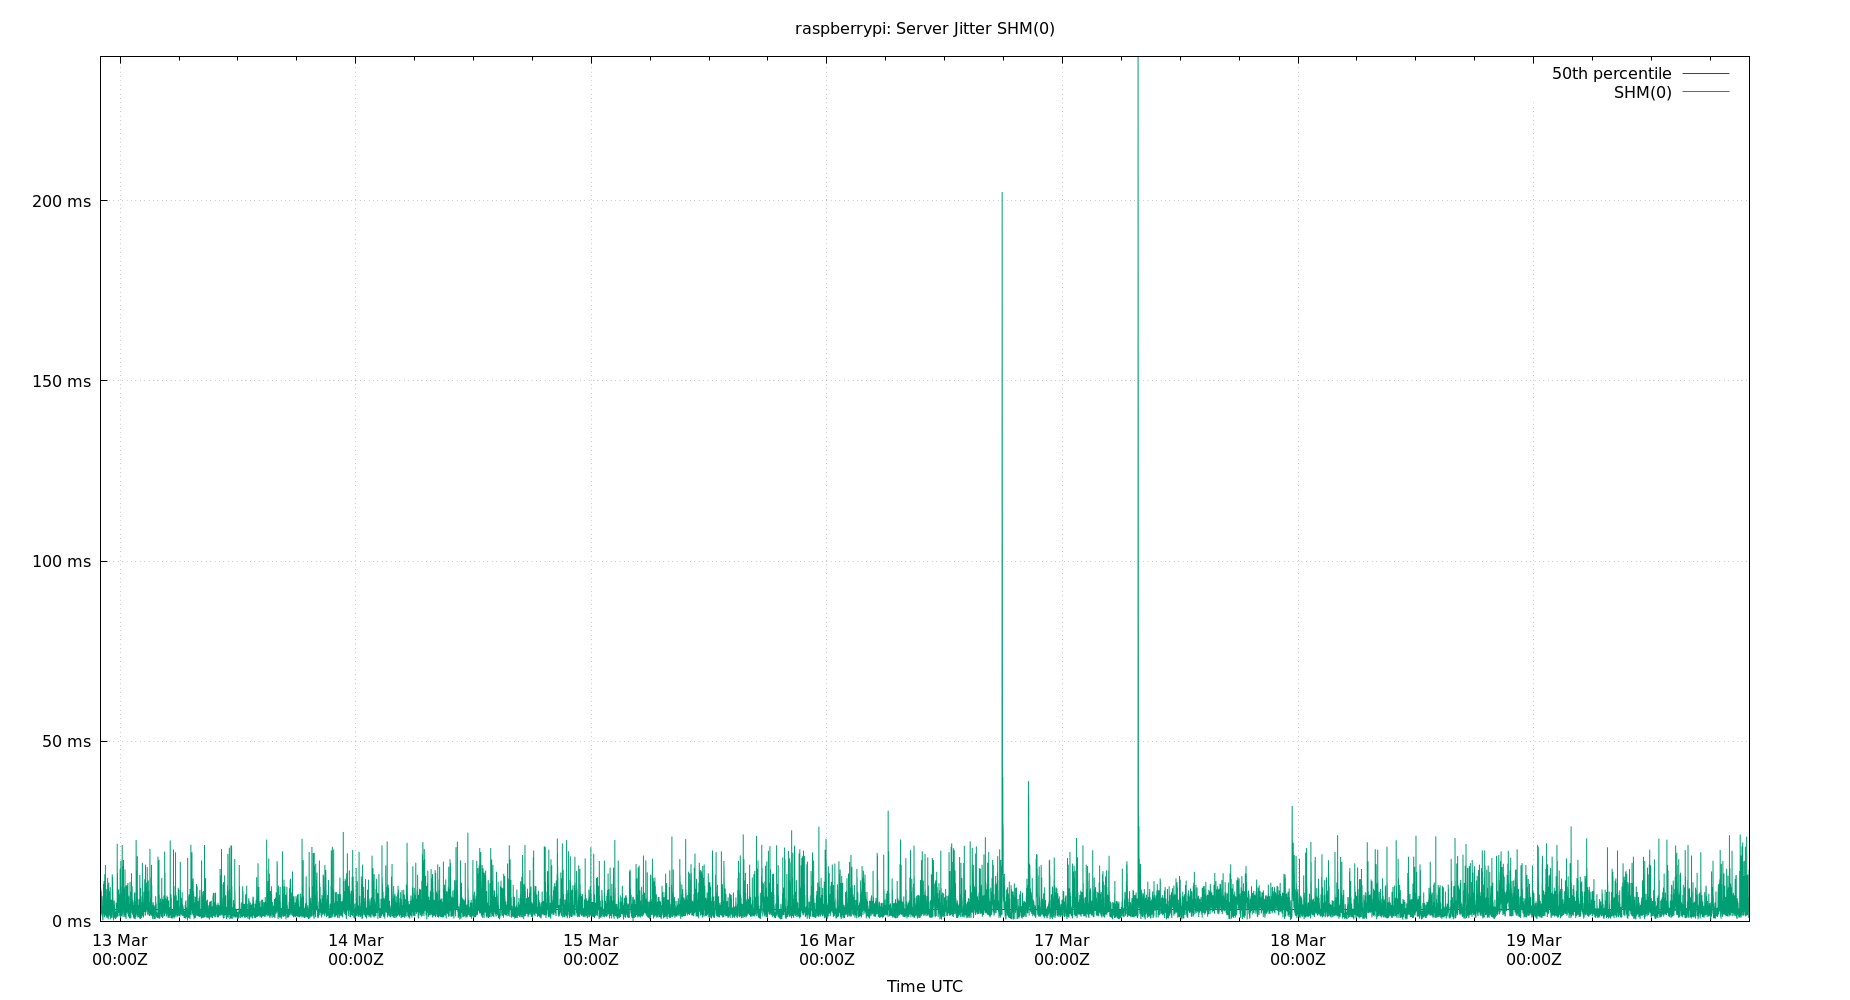 raspberrypi: Server Jitter SHM(0)
50th percentile
SHM(0)
200 ms
150 ms
100 ms
50 ms
0 ms
13 Mar
00:00Z
14 Mar
00:00Z
15 Mar
00:00Z
16 Mar
00:00Z
17 Mar
00:00Z
18 Mar
00:00Z
19 Mar
00:00Z
Time UTC